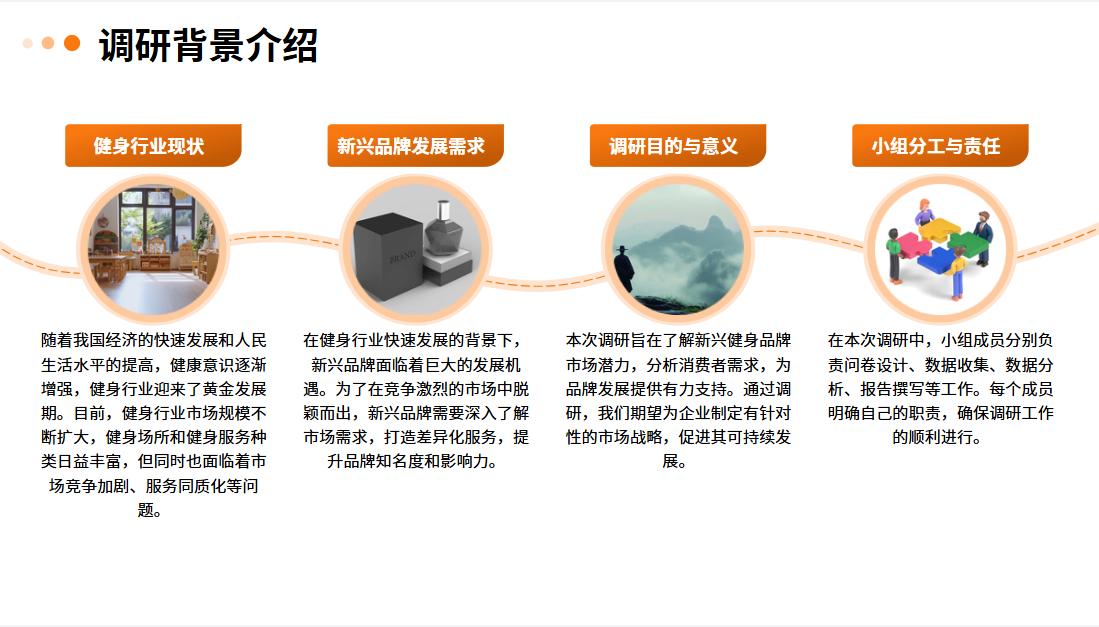 调研背景介绍
健身行业现状
新兴品牌发展需求
调研目的与意义
小组分工与责任
BRAND
随着我国经济的快速发展和人民
生活水平的提高，健康意识逐渐
增强，健身行业迎来了黄金发展
期。目前，健身行业市场规模不
断扩大，健身场所和健身服务种
类日益丰富，但同时也面临着市
场竞争加剧、服务同质化等问
题。
在健身行业快速发展的背景下，
新兴品牌面临着巨大的发展机
遇。为了在竞争激烈的市场中脱
颖而出，新兴品牌需要深入了解
市场需求，打造差异化服务，提
升品牌知名度和影响力。
本次调研旨在了解新兴健身品牌
市场潜力，分析消费者需求，为
品牌发展提供有力支持。通过调
研，我们期望为企业制定有针对
性的市场战略，促进其可持续发
展。
在本次调研中，小组成员分别负
责问卷设计、数据收集、数据分
析、报告撰写等工作。每个成员
明确自己的职责，确保调研工作
的顺利进行。